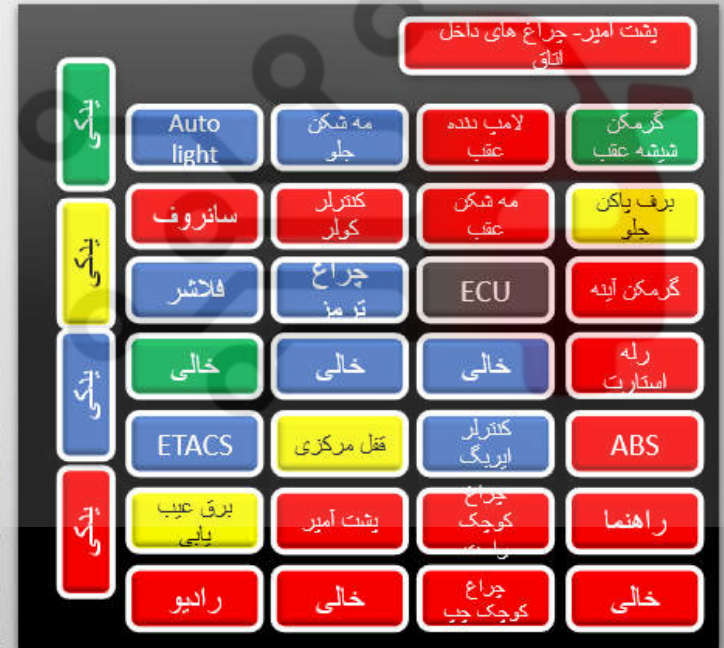 پشت آمپر- چراغ های داخل
اتاق
یدکی
Auto
light
مه شکن
جلو
لامپ دنده
عقب
گرمکن
شیشه عقب
یدکی
سانروف
کنترلر
کولر
مه شکن
عقب
برف پاکن
جلو
فلاشر
چراغ
ترمز
ECU
گرمکن آینه
یدکی
خالی
خالی
خالی
رله
استارت
ETACS
قفل مرکزی
کنترلر
ایربگ
ABS
یدکی
برق عیب
یابی
پشت آمپر
چراغ
کوچک
راهنما
رادیو
خالی
چراغ
کوچک چپ
خالی